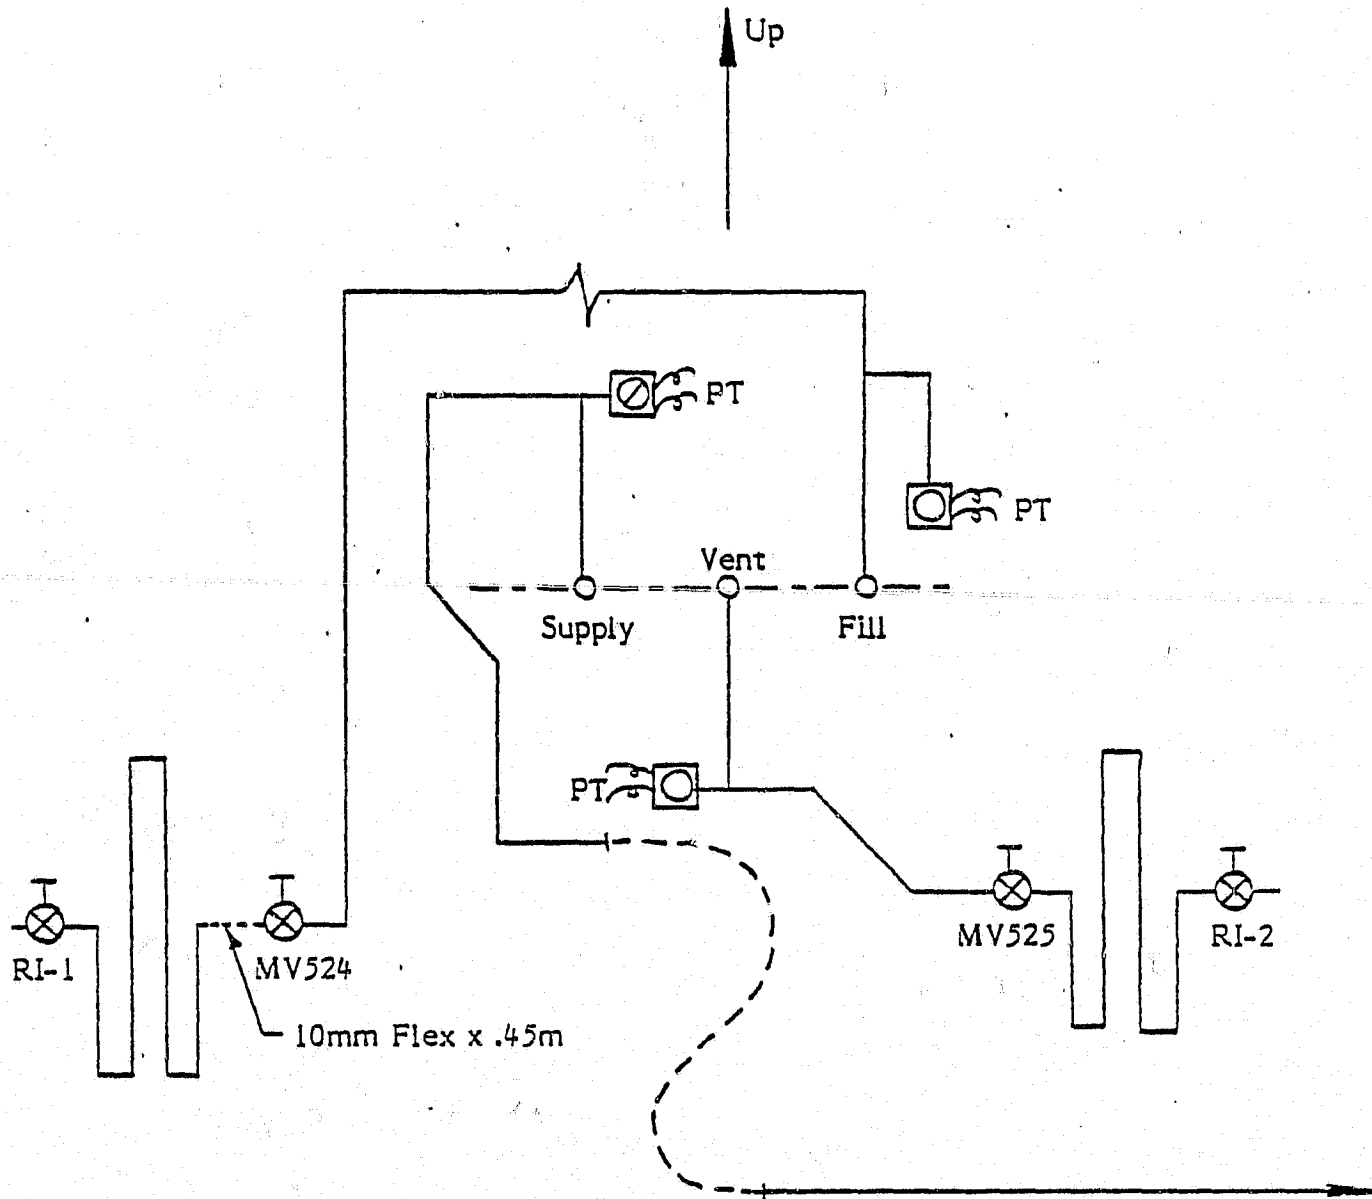 Up
PT
PT
Vent
Supply
Fill
PT
MV525
RI-2
RI-1
MV524
10mm Flex x .45m